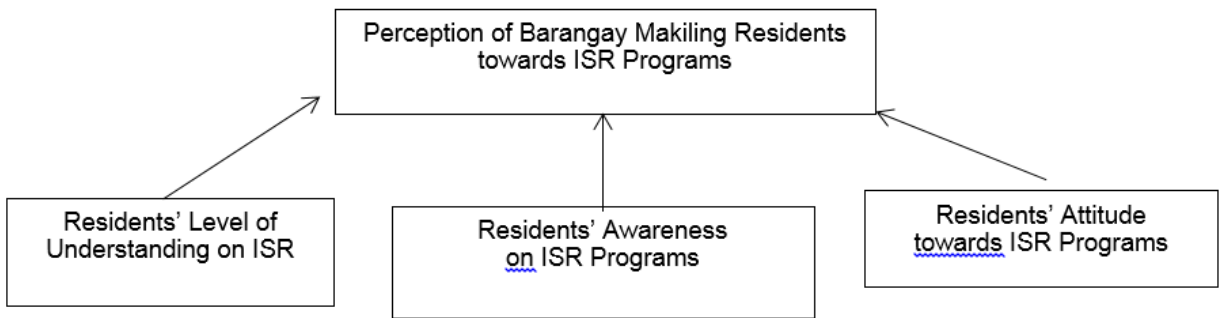 Perception of Barangay Makiling Residents
towards ISR Programs
Residents' Level of
Understanding on ISR
Residents' Awareness
on ISR Programs
Residents' Attitude
towards ISR Programs